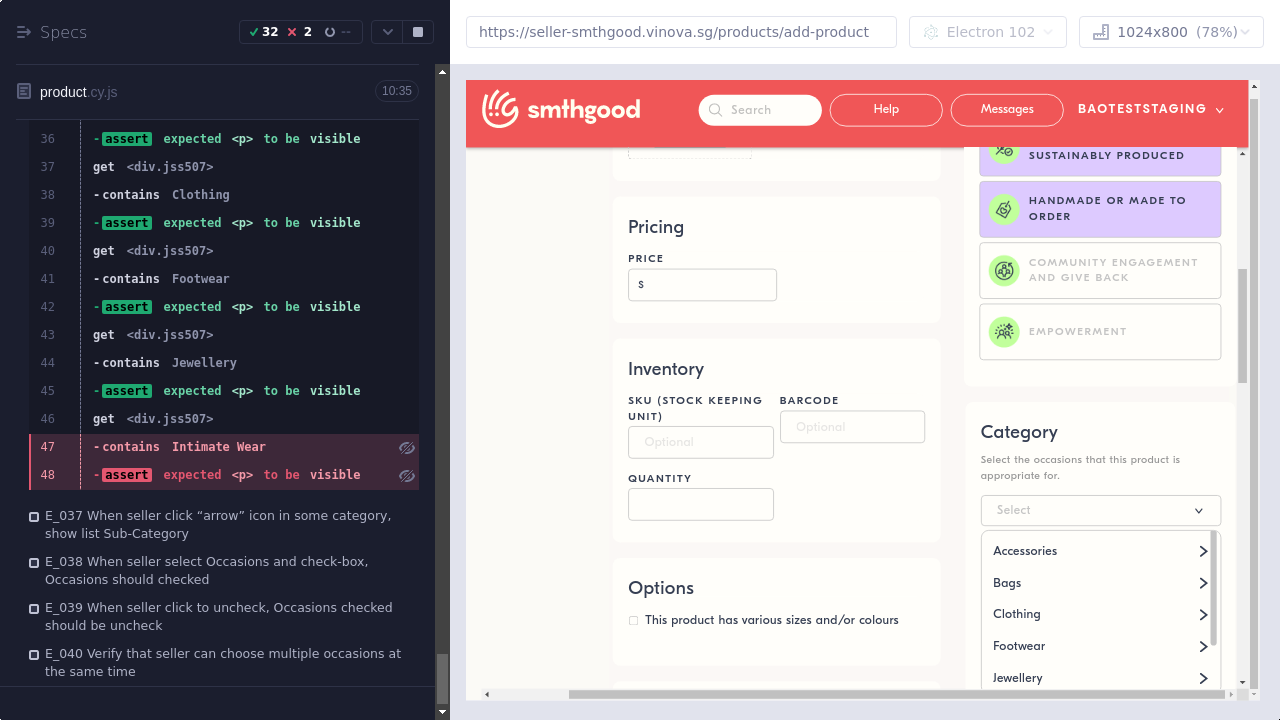 Specs
32
2
--
product.cy.js
10:35
36 -assert expected <p> to be visible
37 get <div.jss507>
38 -contains Clothing
39 -assert expected <p> to be visible
40 get <div.jss507>
41 -contains Footwear
42 -assert expected <p> to be visible
43 get <div.jss507>
44 -contains Jewellery
45 -assert expected <p> to be visible
46 get <div.jss507>
47 -contains Intimate Wear
48 -assert expected <p> to be visible
E_037 When seller click “arrow” icon in some category,
show list Sub-Category
E_038 When seller select Occasions and check-box,
Occasions should checked
E_039 When seller click to uncheck, Occasions checked
should be uncheck
E_040 Verify that seller can choose multiple occasions at
the same time
https://seller-smthgood.vinova.sg/products/add-product
Electron 102
1024x800 (78%)
smthgood
Search
Help
Messages
BAOTESTSTAGING
Pricing
PRICE
S
Inventory
SKU (STOCK KEEPING
UNIT)
Optional
BARCODE
Optional
QUANTITY
Options
This product has various sizes and/or colours
SUSTAINABLY PRODUCED
HANDMADE OR MADE TO
ORDER
COMMUNITY ENGAGEMENT
AND GIVE BACK
EMPOWERMENT
Category
Select the occasions that this product is
appropriate for.
Select
Accessories
Bags
Clothing
Footwear
Jewellery